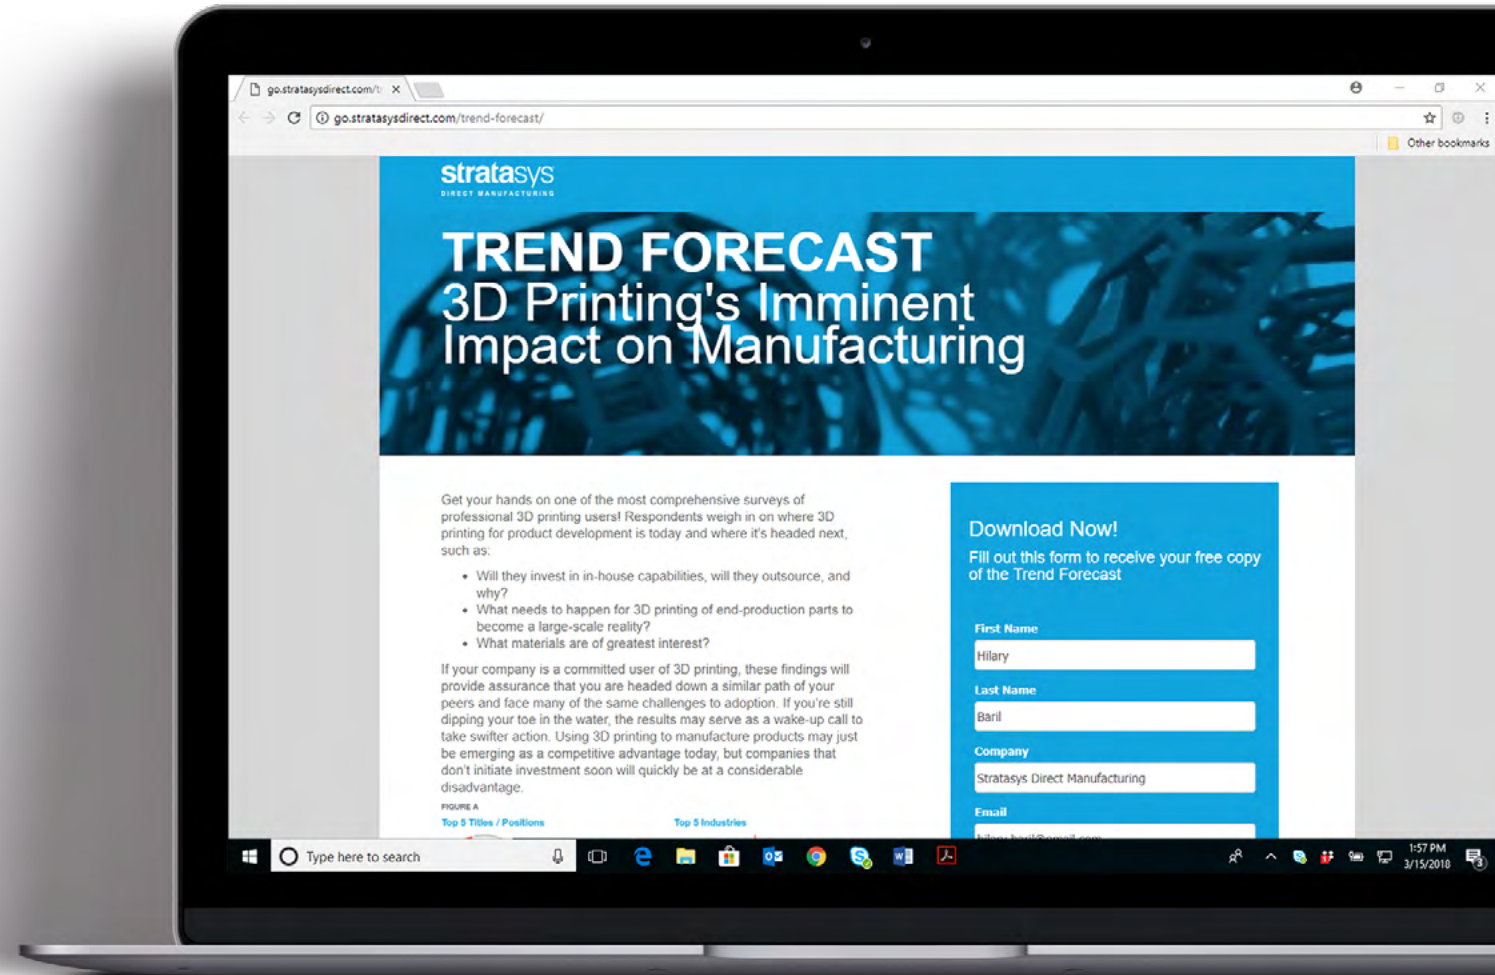 go.stratasysdirect.com/t
go.stratasysdirect.com/trend-forecast/
Other bookmarks
stratasys
DIRECT MANUFACTURING
TREND FORECAST
3D Printing's Imminent
Impact on Manufacturing
Get your hands on one of the most comprehensive surveys of
professional 3D printing users! Respondents weigh in on where 3D
printing for product development is today and where it's headed next,
such as:
• Will they invest in in-house capabilities, will they outsource, and
why?
• What needs to happen for 3D printing of end-production parts to
become a large-scale reality?
• What materials are of greatest interest?
If your company is a committed user of 3D printing, these findings will
provide assurance that you are headed down a similar path of your
peers and face many of the same challenges to adoption. If you're still
dipping your toe in the water, the results may serve as a wake-up call to
take swifter action. Using 3D printing to manufacture products may just
be emerging as a competitive advantage today, but companies that
don't initiate investment soon will quickly be at a considerable
disadvantage.
FIGURE A
Top 5 Titles / Positions
Top 5 Industries
Download Now!
Fill out this form to receive your free copy
of the Trend Forecast
First Name
Hilary
Last Name
Baril
Company
Stratasys Direct Manufacturing
Email
hilary.baril@gmail.com
Type here to search
1:57 PM
3/15/2018
3